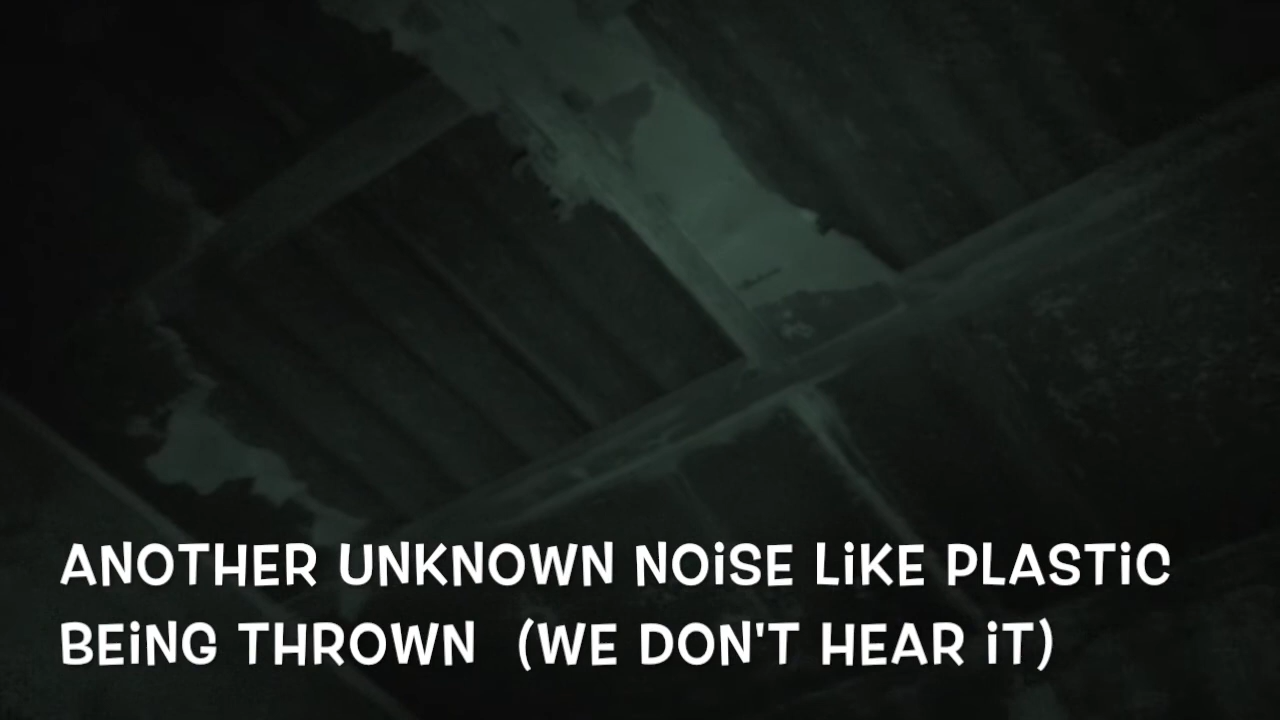 ANOTHER UNKNOWN NOiSE LiKE PLASTiC
BEiNG THROWN (WE DON'T HEAR iT)